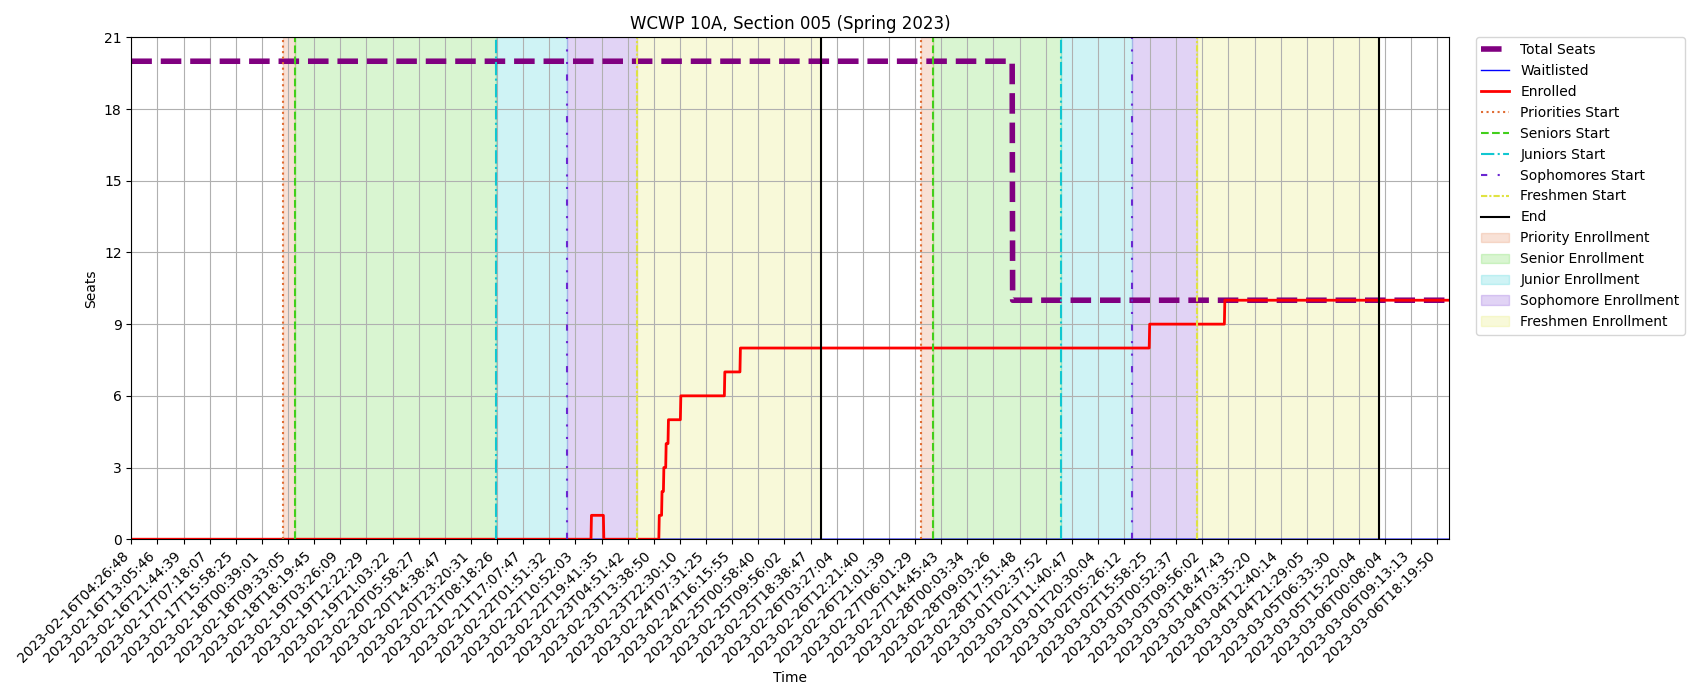 WCWP 10A, Section 005 (Spring 2023)
21
18
15
12
9
6
3
0
Seats
2023-02-16T04:26:48
2023-02-16T13:05:46
2023-02-16T21:44:39
2023-02-17T07:18:07
2023-02-17T15:58:25
2023-02-18T00:39:01
2023-02-18T09:33:05
2023-02-18T18:19:45
2023-02-19T03:26:09
2023-02-19T12:22:29
2023-02-19T21:03:22
2023-02-20T05:58:27
2023-02-20T14:38:47
2023-02-20T23:20:31
2023-02-21T08:18:26
2023-02-21T17:07:47
2023-02-22T01:51:32
2023-02-22T10:52:03
2023-02-22T19:41:35
2023-02-23T04:51:42
2023-02-23T13:38:50
2023-02-23T22:30:10
2023-02-24T07:31:25
2023-02-24T16:15:55
2023-02-25T00:58:40
2023-02-25T09:56:02
2023-02-25T18:38:47
2023-02-26T03:27:04
2023-02-26T12:21:40
2023-02-26T21:01:39
2023-02-27T06:01:29
2023-02-27T14:45:43
2023-02-28T00:03:34
2023-02-28T09:03:26
2023-02-28T17:51:48
2023-03-01T02:37:52
2023-03-01T11:40:47
2023-03-01T20:30:04
2023-03-02T05:26:12
2023-03-02T15:58:25
2023-03-03T00:52:37
2023-03-03T09:56:02
2023-03-03T18:47:43
2023-03-04T03:35:20
2023-03-04T12:40:14
2023-03-04T21:29:05
2023-03-05T06:33:30
2023-03-05T15:20:04
2023-03-06T00:08:04
2023-03-06T09:13:13
2023-03-06T18:19:50
Time
Total Seats
Waitlisted
Enrolled
Priorities Start
Seniors Start
Juniors Start
Sophomores Start
Freshmen Start
End
Priority Enrollment
Senior Enrollment
Junior Enrollment
Sophomore Enrollment
Freshmen Enrollment